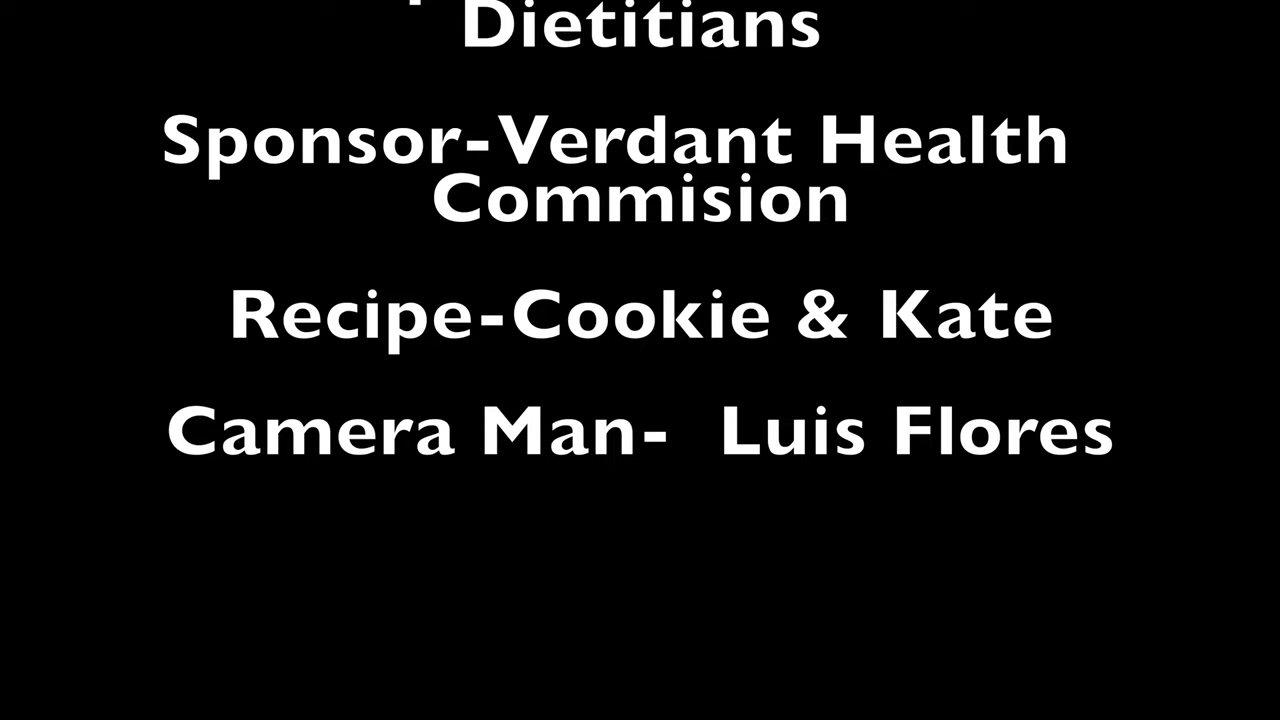 Dietitians
Sponsor-Verdant Health
Commision
Recipe-Cookie & Kate
Camera Man-  Luis Flores